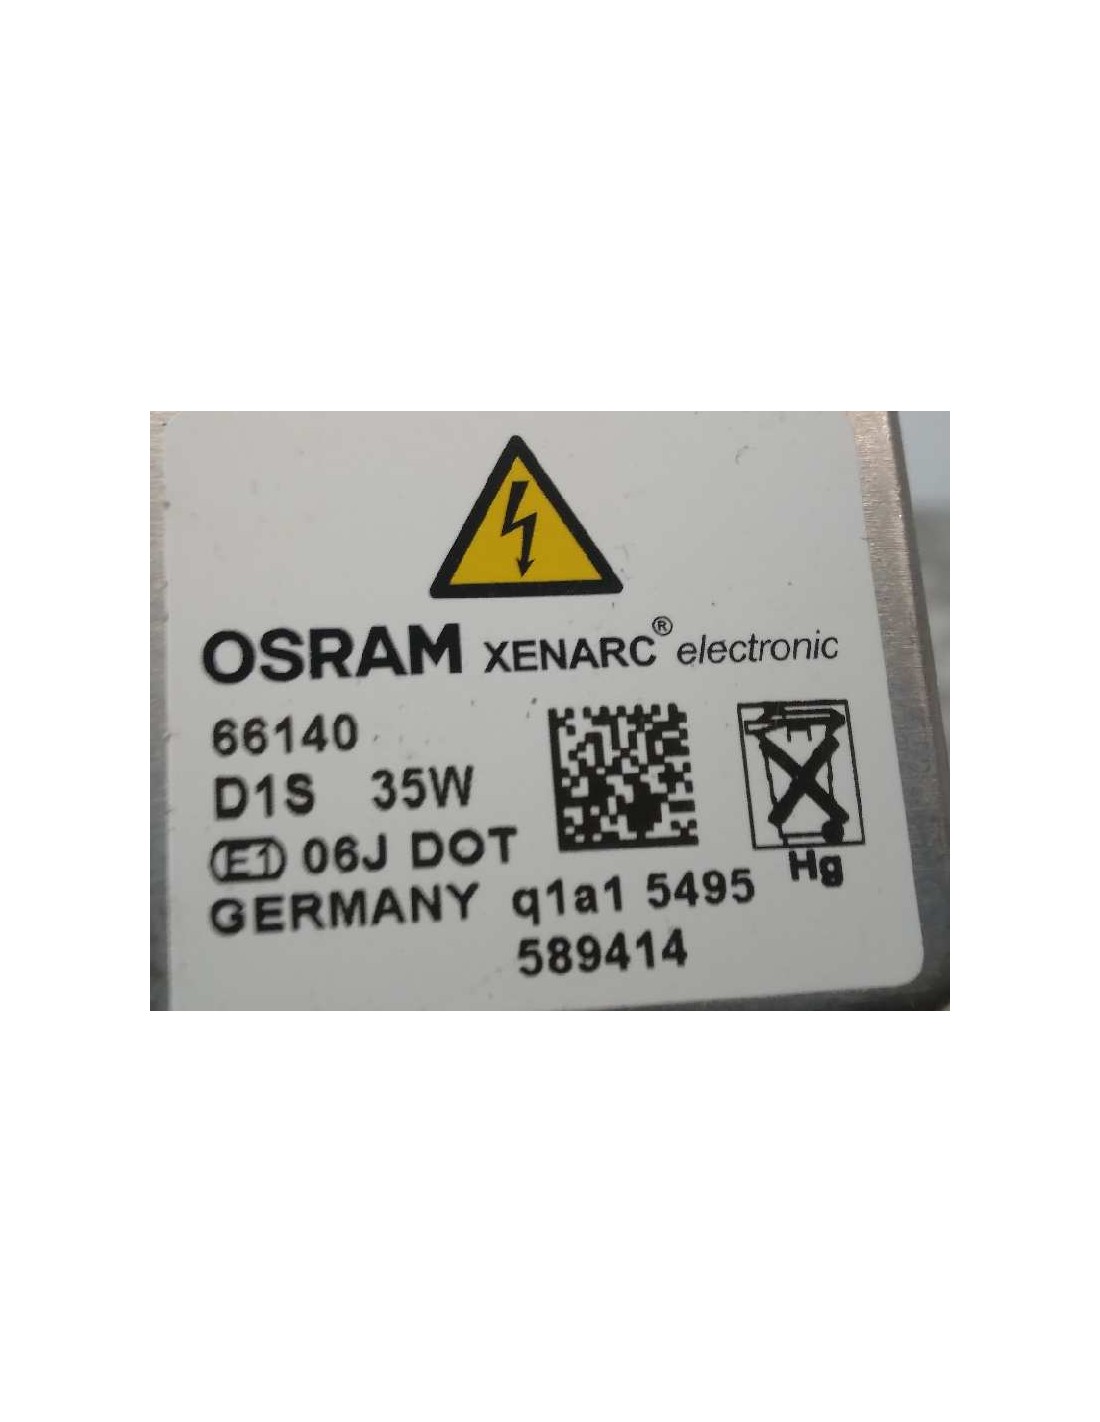 OSRAM XENARC® electronic
66140
D1S 35W
E1 06J DOT
Hg
GERMANY q1a1 5495
589414